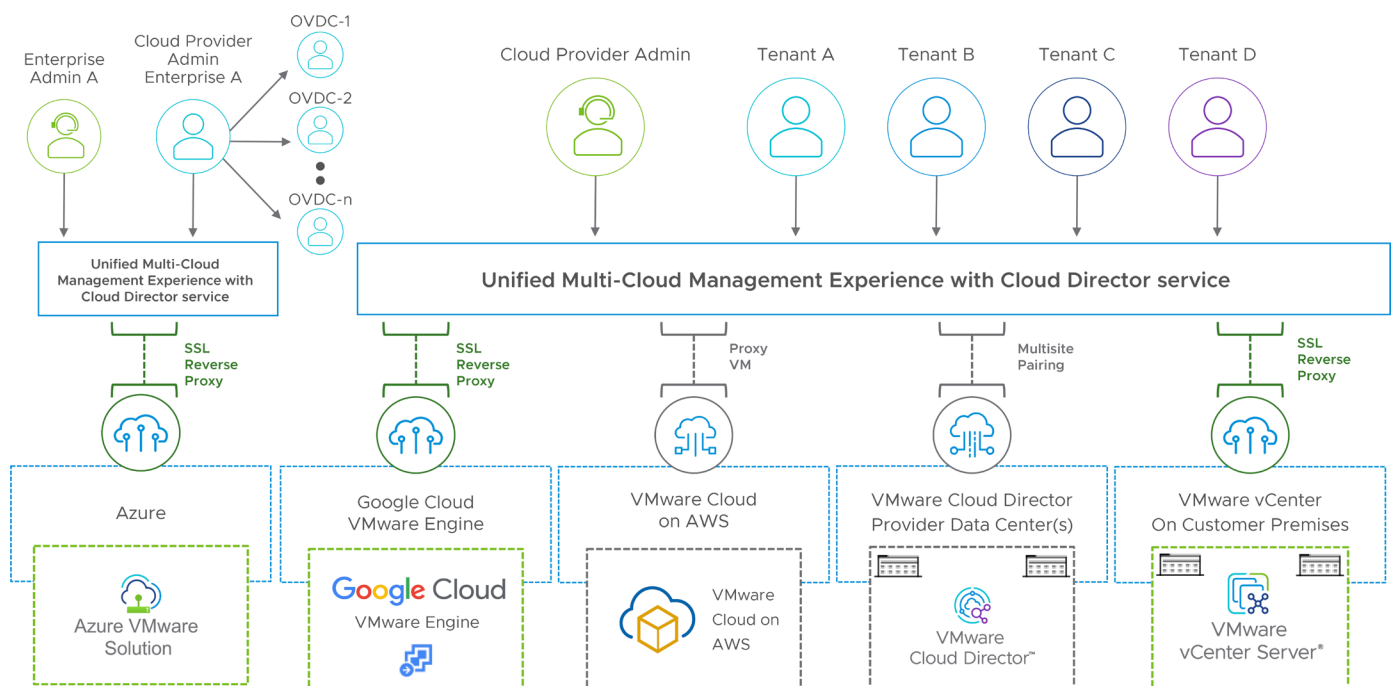 OVDC-1
Enterprise
Admin A
Cloud Provider
Admin
Enterprise A
OVDC-2
OVDC-n
Cloud Provider Admin
Tenant A
Tenant B
Tenant C
Tenant D
Unified Multi-Cloud
Management Experience with
Cloud Director service
Unified Multi-Cloud Management Experience with Cloud Director service
SSL
Reverse
Proxy
SSL
Reverse
Proxy
Proxy
VM
Multisite
Pairing
SSL
Reverse
Proxy
Azure
Google Cloud
VMware Engine
VMware Cloud
on AWS
VMware Cloud Director
Provider Data Center(s)
VMware vCenter
On Customer Premises
Azure VMware
Solution
Google Cloud
VMware Engine
VMware
Cloud on
AWS
VMware
Cloud Director™
VMware
vCenter Server®